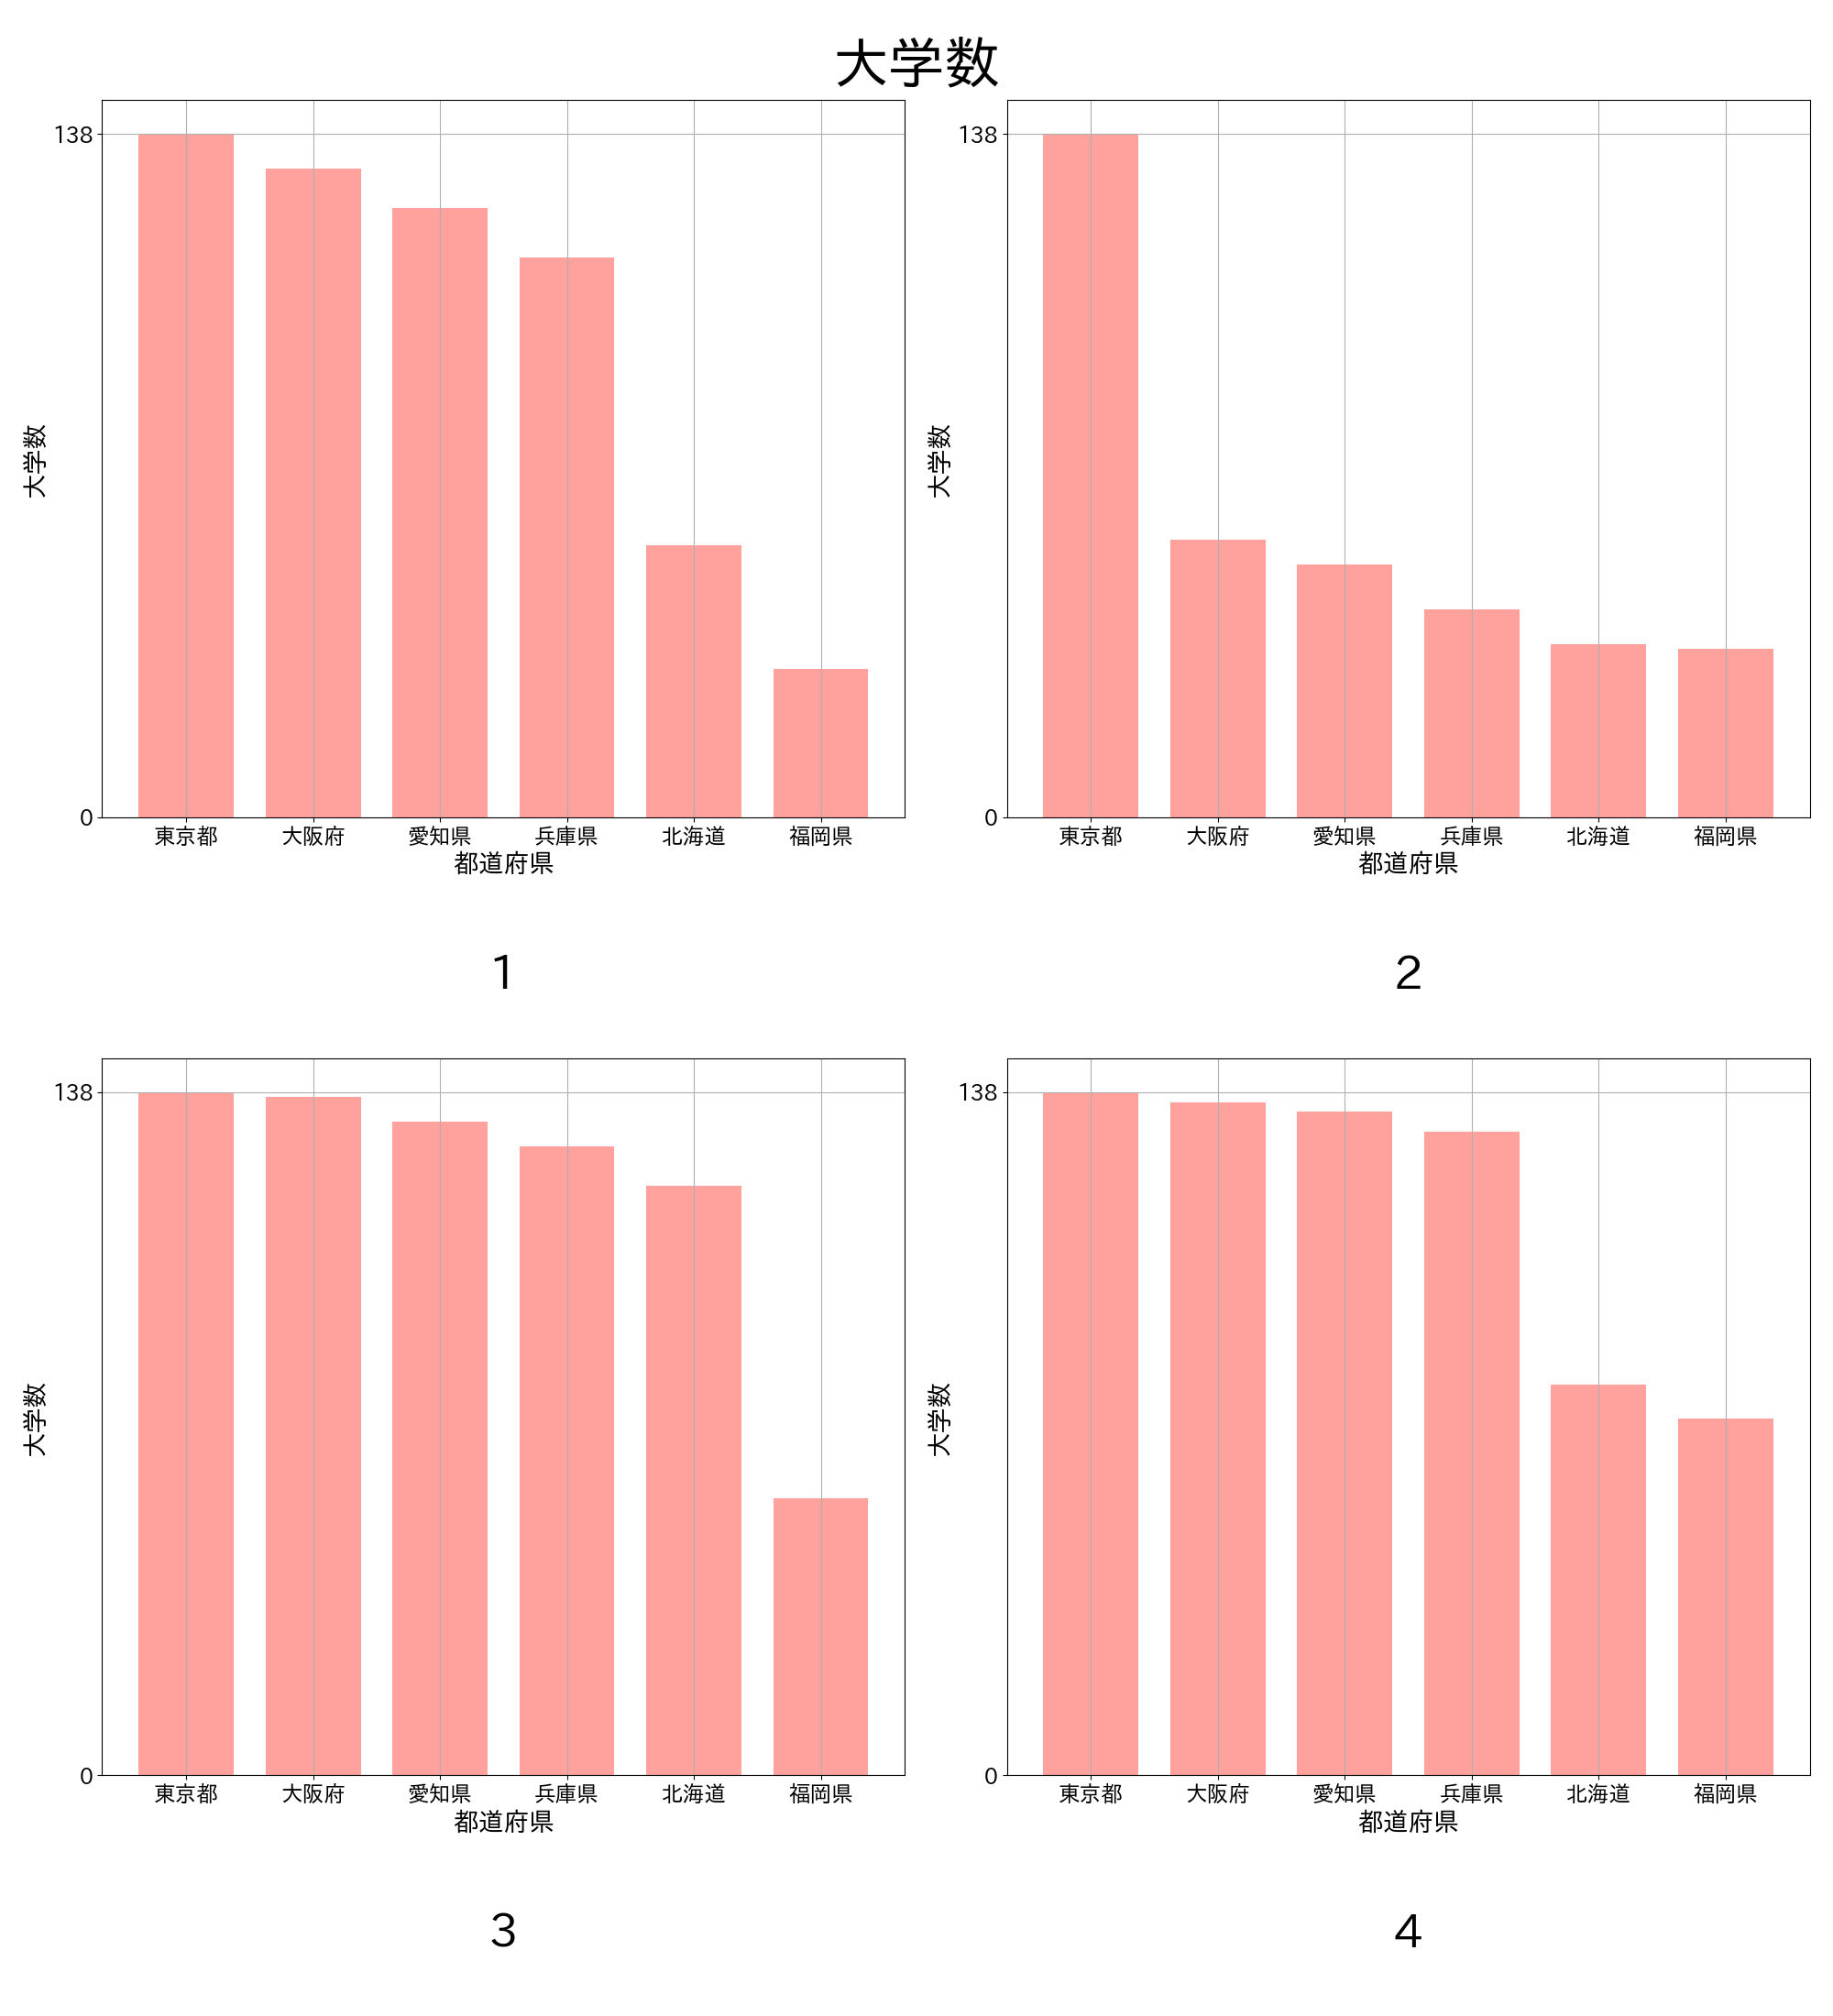 大学数
138
0
大学数
東京都 大阪府 愛知県 兵庫県 北海道 福岡県
都道府県
1
138
0
大学数
東京都 大阪府 愛知県 兵庫県 北海道 福岡県
都道府県
2
138
0
大学数
東京都 大阪府 愛知県 兵庫県 北海道 福岡県
都道府県
3
138
0
大学数
東京都 大阪府 愛知県 兵庫県 北海道 福岡県
都道府県
4